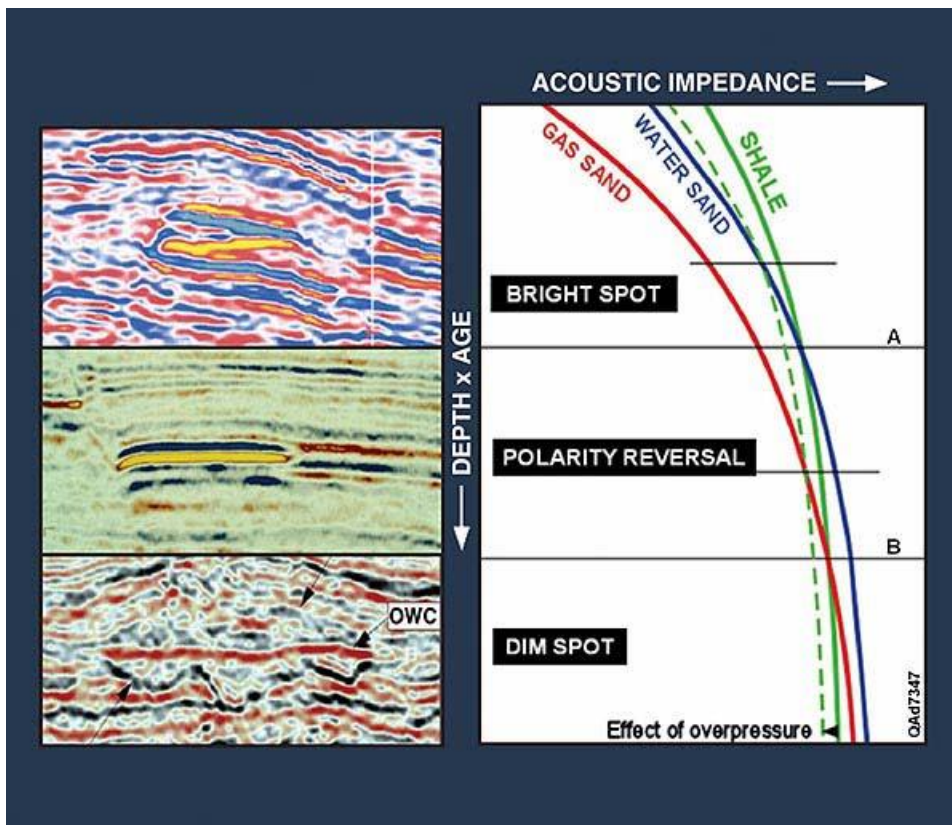 ACOUSTIC IMPEDANCE
GAS SAND
WATER SAND
SHALE
BRIGHT SPOT
A
DEPTH x AGE
POLARITY REVERSAL
B
OWC
DIM SPOT
Effect of overpressure
QAd7347